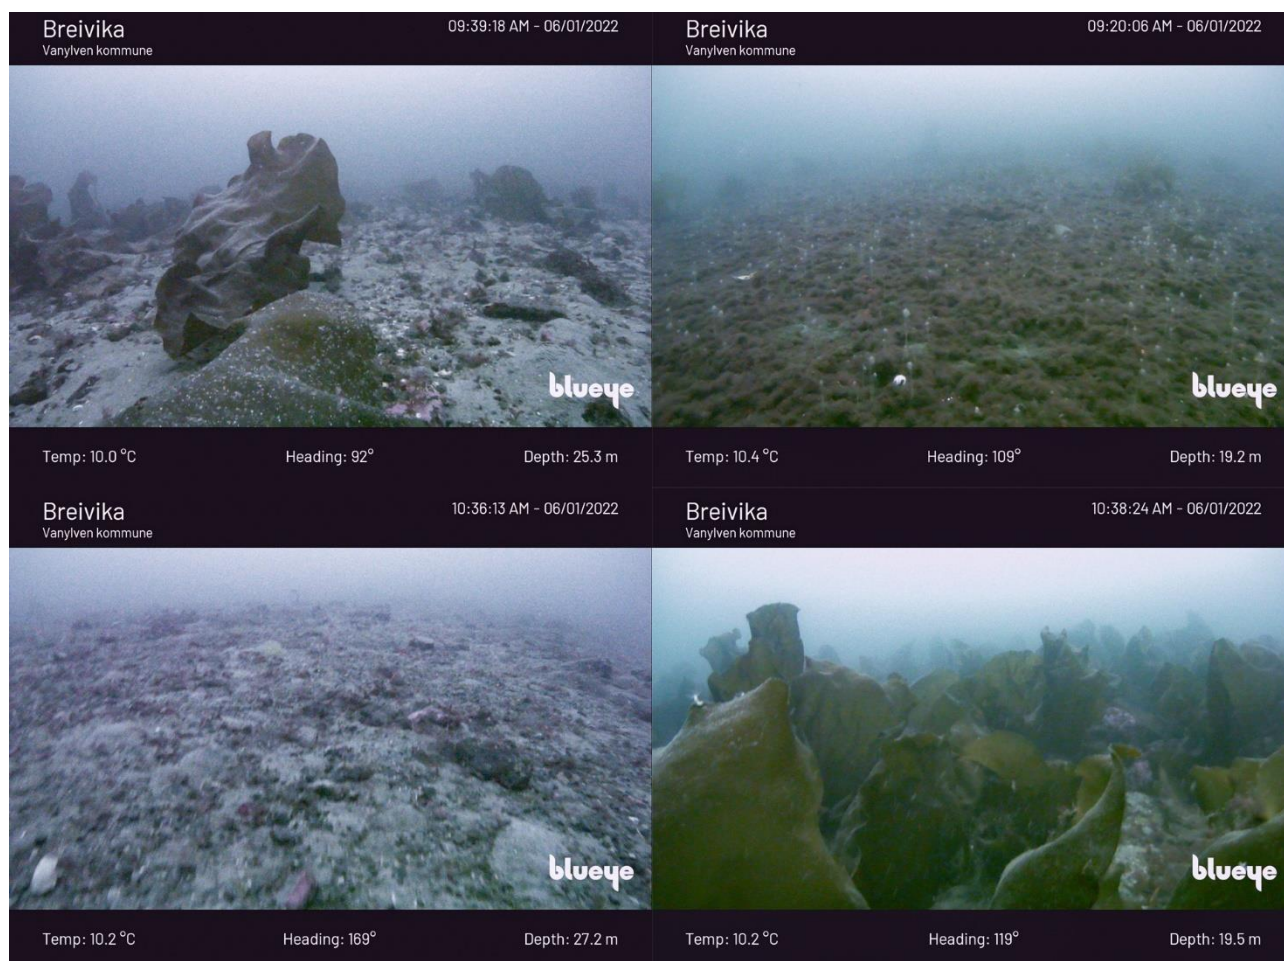 Breivika
Vanylven kommune
09:39:18 AM - 06/01/2022
blueye
Temp: 10.0 °C Heading: 92° Depth: 25.3 m
Breivika
Vanylven kommune
09:20:06 AM - 06/01/2022
blueye
Temp: 10.4 °C Heading: 109° Depth: 19.2 m
Breivika
Vanylven kommune
10:36:13 AM - 06/01/2022
blueye
Temp: 10.2 °C Heading: 169° Depth: 27.2 m
Breivika
Vanylven kommune
10:38:24 AM - 06/01/2022
blueye
Temp: 10.2 °C Heading: 119° Depth: 19.5 m